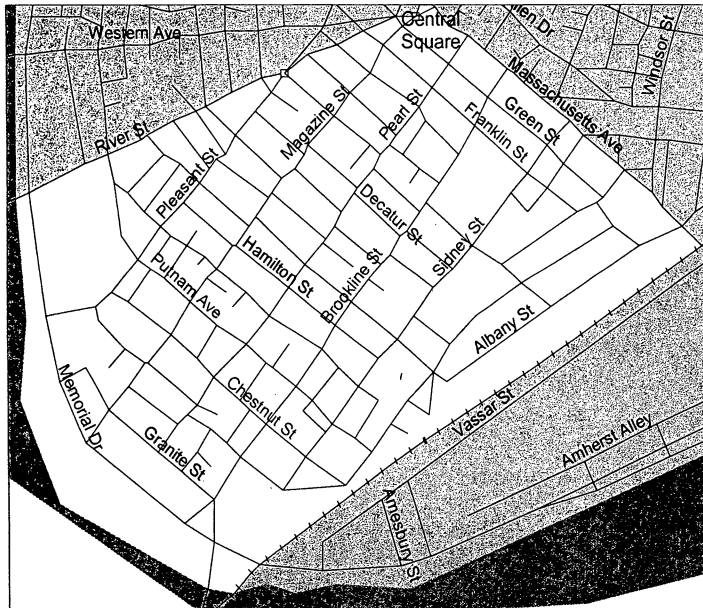 Western Ave
Central
Square
Windsor St
Massachusetts Ave
River St
Magazine St
Pearl St
Franklin St
Green St
Pleasant St
Decatur St
Sidney St
Hamilton St
Brookline St
Putnam Ave
Albany St
Memorial Dr
Chestnut St
Granite St
Vassar St
Amherst Alley
Amesbury St